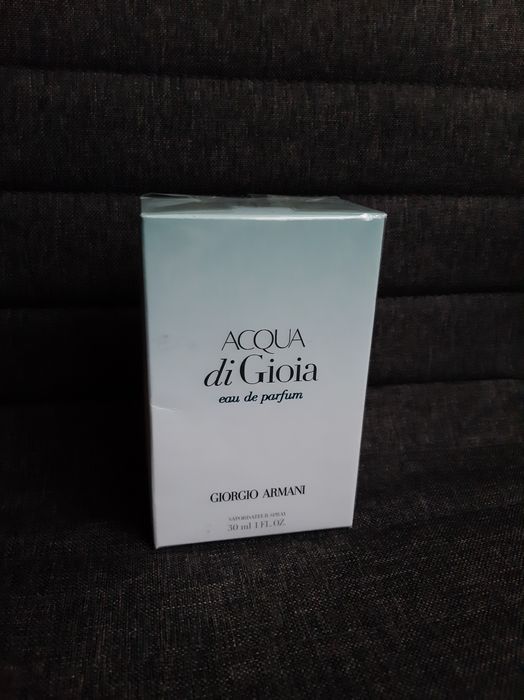 ACQUA
di Gioia
eau de parfum
GIORGIO ARMANI
VAPORISATEUR SPRAY
30 ml 1 FL. OZ